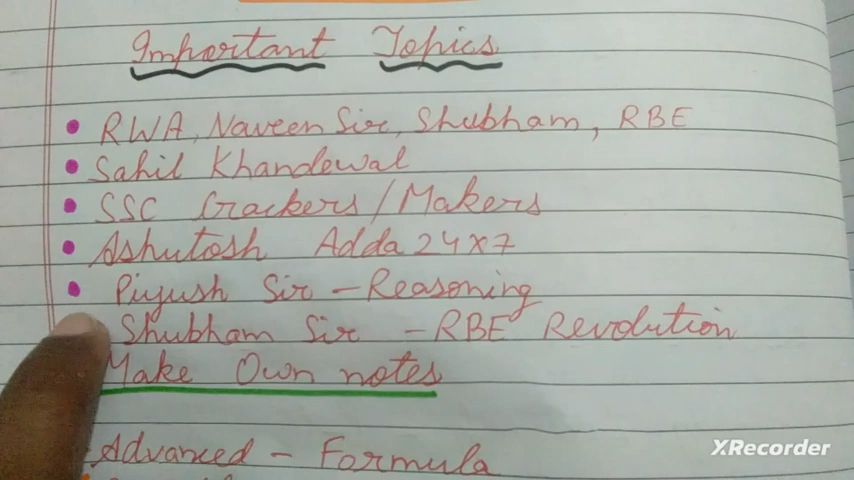 Important Topics
RWA, Naveen Sir, Shubham, RBE
Sahil Khandewal
SSC Crackers/Makers
Ashutosh Adda 24x7
Piyush Sir - Reasoning
Shubham Sir - RBE Revolution
Make Own notes
Advanced - Formula
XRecorder